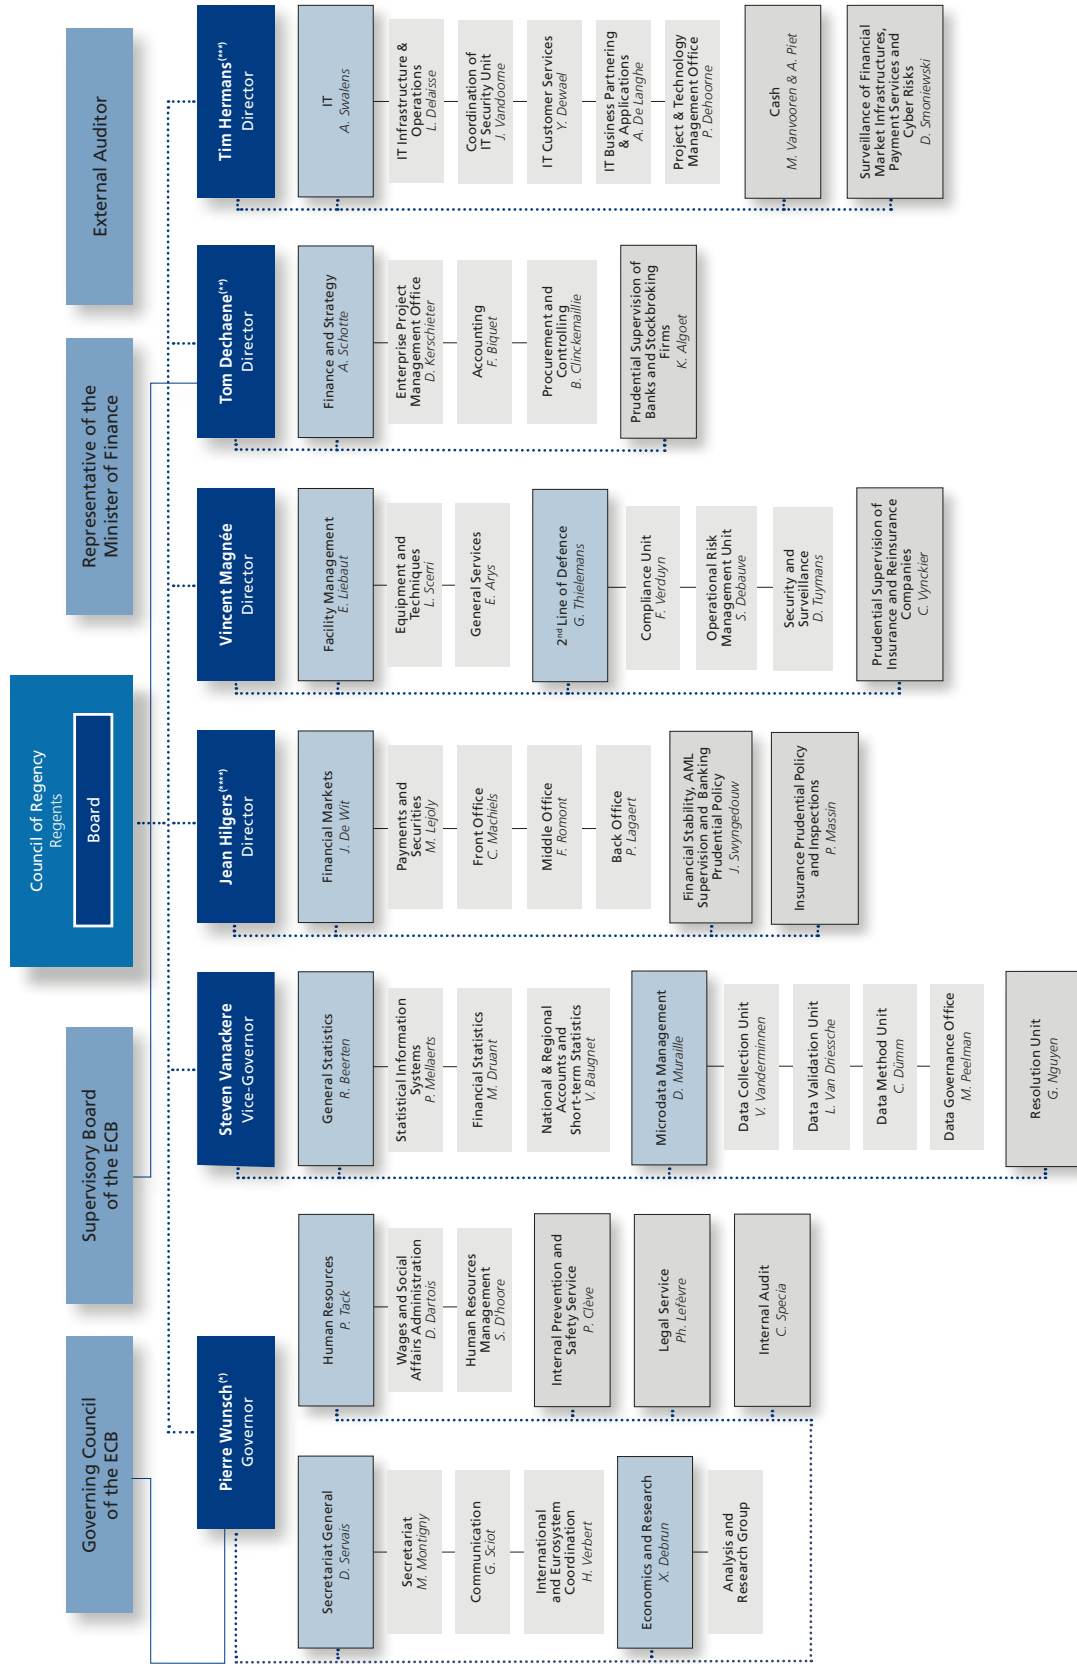 Council of Regency
Regents
Board
Governing Council
of the ECB
Supervisory Board
of the ECB
Representative of the
Minister of Finance
External Auditor
Pierre Wunsch(*)
Governor
Secretariat General
D. Servais
Secretariat
M. Montigny
Communication
G. Sciot
International
and Eurosystem
Coordination
H. Verbert
Economics and Research
X. Debrun
Analysis and
Research Group
Human Resources
P. Tack
Wages and Social
Affairs Administration
D. Dartois
Human Resources
Management
S. D'hoore
Internal Prevention and
Safety Service
P. Clève
Legal Service
Ph. Lefèvre
Internal Audit
C. Specia
Steven Vanackere
Vice-Governor
General Statistics
R. Beerten
Statistical Information
Systems
P. Mellaerts
Financial Statistics
M. Druant
National & Regional
Accounts and
Short-term Statistics
V. Baugnet
Microdata Management
D. Muraille
Data Collection Unit
V. Vanderminnen
Data Validation Unit
L. Van Driessche
Data Method Unit
C. Dümm
Data Governance Office
M. Peelman
Resolution Unit
G. Nguyen
Jean Hilgers(****)
Director
Financial Markets
J. De Wit
Payments and
Securities
M. Lejoly
Front Office
C. Machiels
Middle Office
F. Romont
Back Office
P. Lagaert
Financial Stability, AML
Supervision and Banking
Prudential Policy
J. Swyngedouw
Insurance Prudential Policy
and Inspections
P. Massin
Vincent Magnée
Director
Facility Management
E. Liebaut
Equipment and
Techniques
L. Scerri
General Services
E. Arys
2nd Line of Defence
G. Thielemans
Compliance Unit
F. Verduyn
Operational Risk
Management Unit
S. Debauve
Security and
Surveillance
D. Tuymans
Prudential Supervision of
Insurance and Reinsurance
Companies
C. Vynckier
Tom Dechaene(**)
Director
Finance and Strategy
A. Schotte
Enterprise Project
Management Office
D. Kerschieter
Accounting
F. Biquet
Procurement and
Controlling
B. Clinckemaillie
Prudential Supervision of
Banks and Stockbroking
Firms
K. Algoet
Tim Hermans(***)
Director
IT
A. Swalens
IT Infrastructure &
Operations
L. Delaisse
Coordination of
IT Security Unit
J. Vandoorne
IT Customer Services
Y. Dewael
IT Business Partnering
& Applications
A. De Langhe
Project & Technology
Management Office
P. Dehoorne
Cash
M. Vanvooren & A. Piet
Surveillance of Financial
Market Infrastructures,
Payment Services and
Cyber Risks
D. Smoniewski